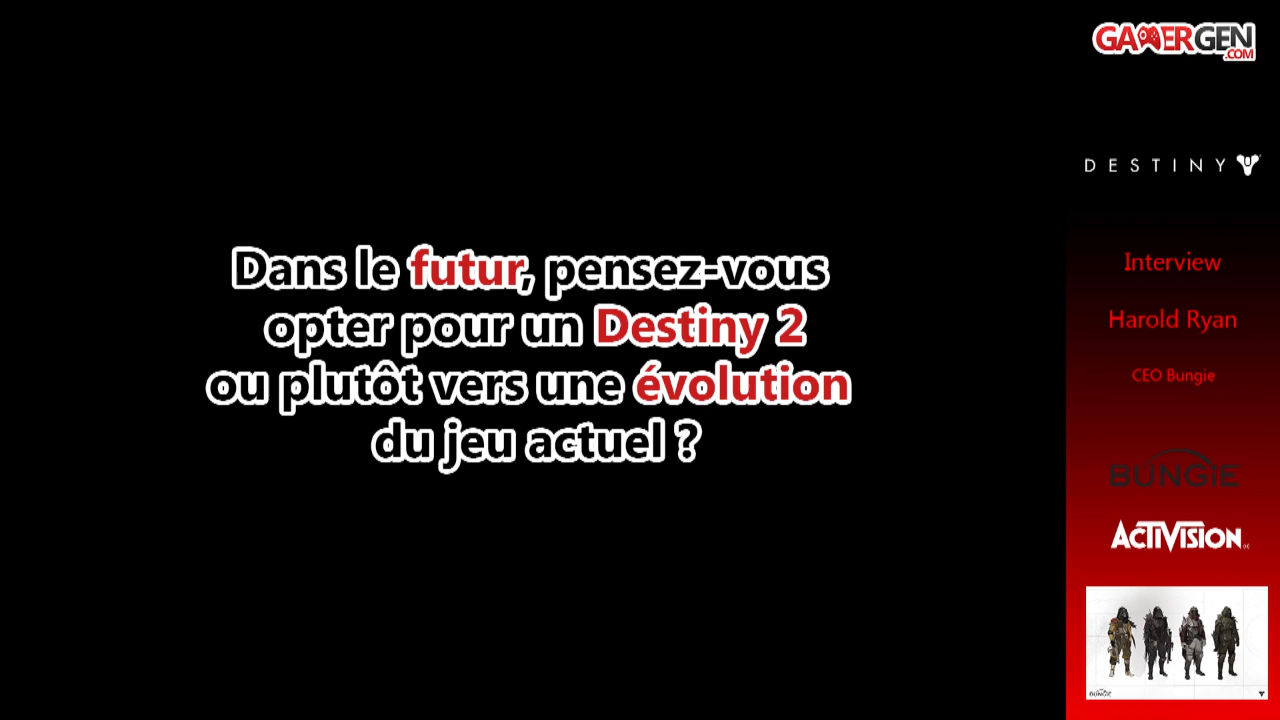 GAMERGEN
.COM
DESTINY
Dans le futur, pensez-vous
opter pour un Destiny 2
ou plutôt vers une évolution
du jeu actuel ?
Interview
Harold Ryan
CEO Bungie
BUNGIE
ACTIVISION
BUNGIE